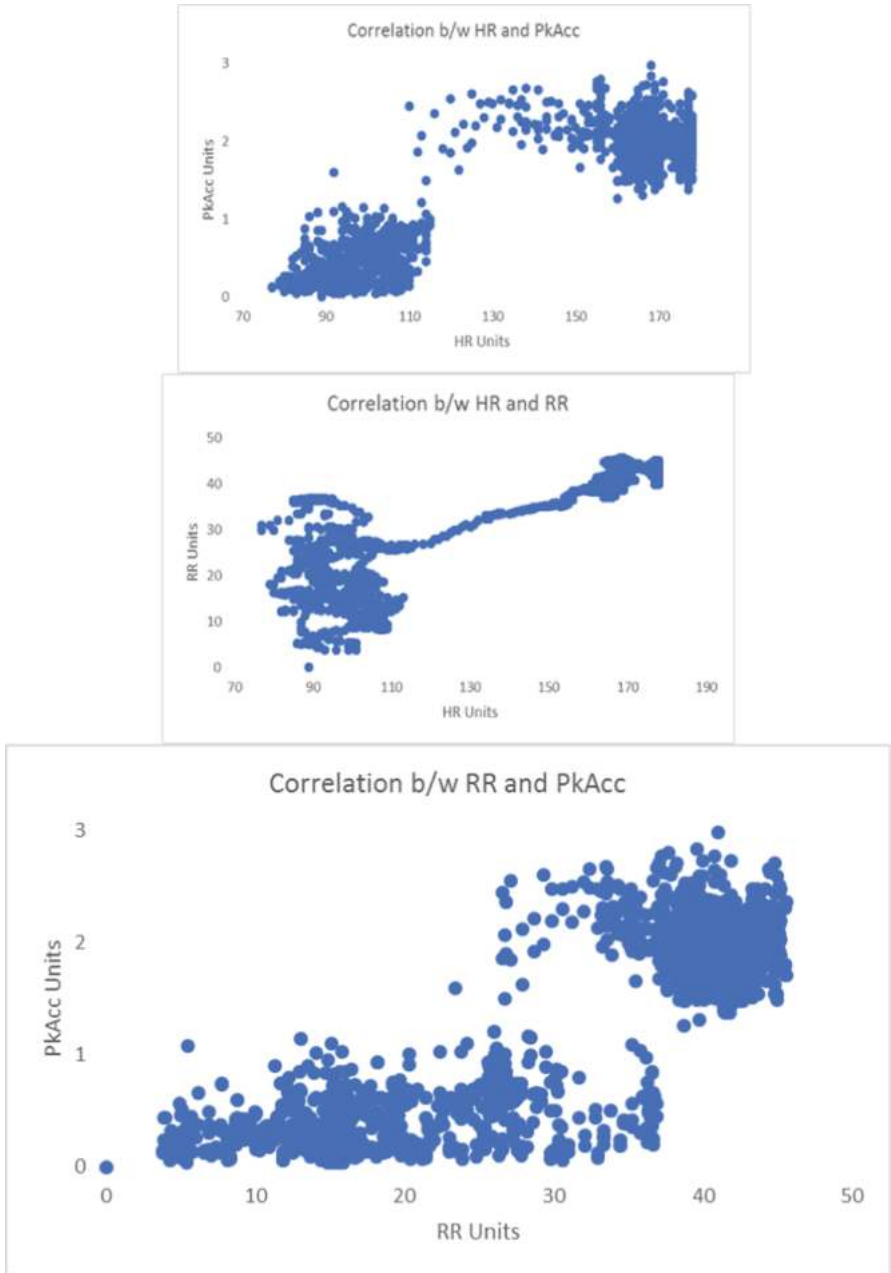 Correlation b/w HR and PkAcc
3
2
1
0
PkAcc Units
70 90 110 130 150 170
HR Units
Correlation b/w HR and RR
50
40
30
20
10
0
RR Units
70 90 110 130 150 170 190
HR Units
Correlation b/w RR and PkAcc
3
2
1
0
PkAcc Units
0 10 20 30 40 50
RR Units